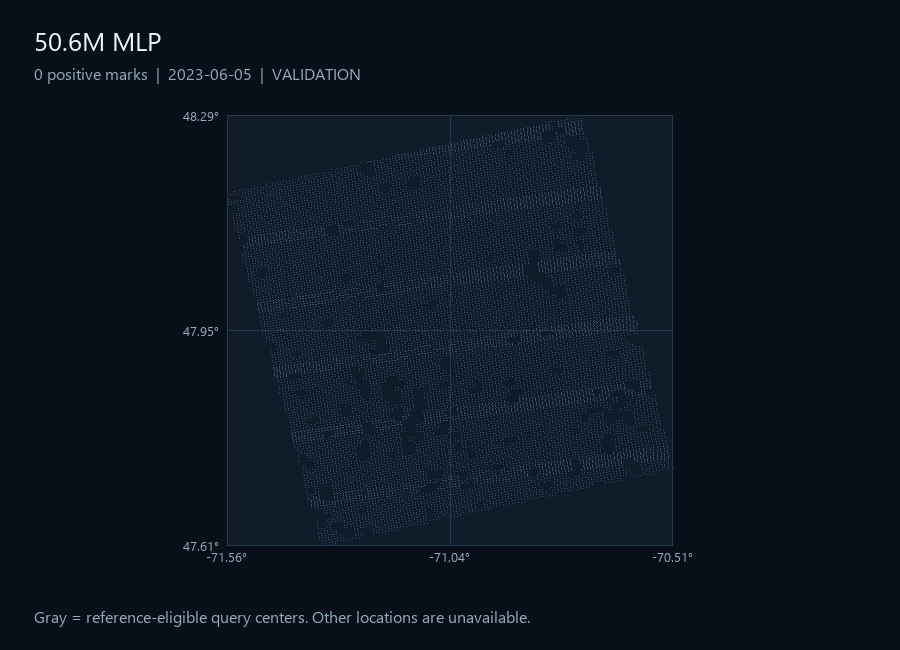 50.6M MLP
0 positive marks | 2023-06-05 | VALIDATION
48.29°
47.95°
47.61°
-71.56°
-71.04°
-70.51°
Gray = reference-eligible query centers. Other locations are unavailable.